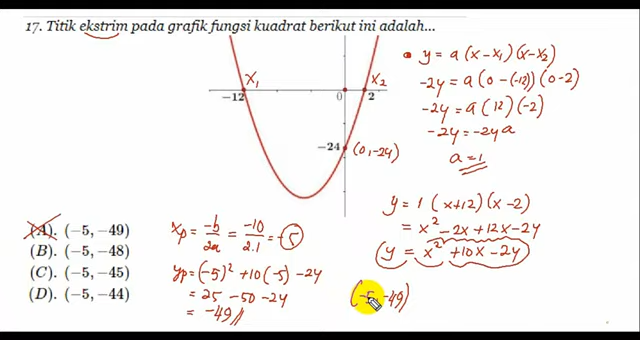 17. Titik ekstrim pada grafik fungsi kuadrat berikut ini adalah...
x₁
x₂
−12
0
2
−24
(0,-24)
y = a(x-x₁)(x-x₂)
-24 = a(0-(-12))(0-2)
-24 = a(12)(-2)
-24 = -24a
a = 1
y = 1(x+12)(x-2)
= x² - 2x + 12x - 24
y = x² + 10x - 24
(A). (−5, −49)
(B). (−5, −48)
(C). (−5, −45)
(D). (−5, −44)
xp = -b/2a = -10/2.1 = -5
yp = (-5)² + 10(-5) - 24
= 25 - 50 - 24
= -49
(-5, -49)